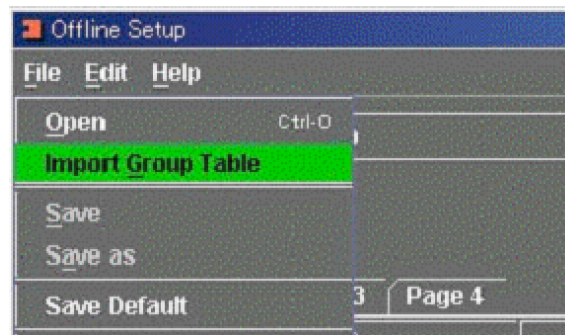 Offline Setup
File Edit Help
Open Ctrl-O
Import Group Table
Save
Save as
Save Default
3 Page 4